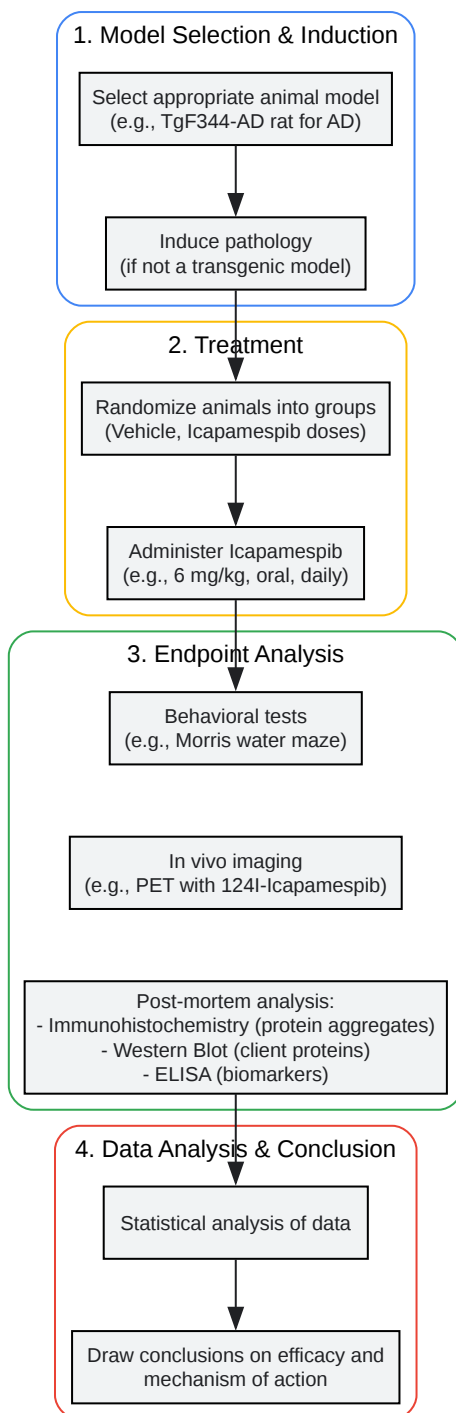 1. Model Selection & Induction
Select appropriate animal model
(e.g., TgF344-AD rat for AD)
Induce pathology
(if not a transgenic model)
2. Treatment
Randomize animals into groups
(Vehicle, Icapamespib doses)
Administer Icapamespib
(e.g., 6 mg/kg, oral, daily)
3. Endpoint Analysis
Behavioral tests
(e.g., Morris water maze)
In vivo imaging
(e.g., PET with 124I-Icapamespib)
Post-mortem analysis:
- Immunohistochemistry (protein aggregates)
- Western Blot (client proteins)
- ELISA (biomarkers)
4. Data Analysis & Conclusion
Statistical analysis of data
Draw conclusions on efficacy and
mechanism of action